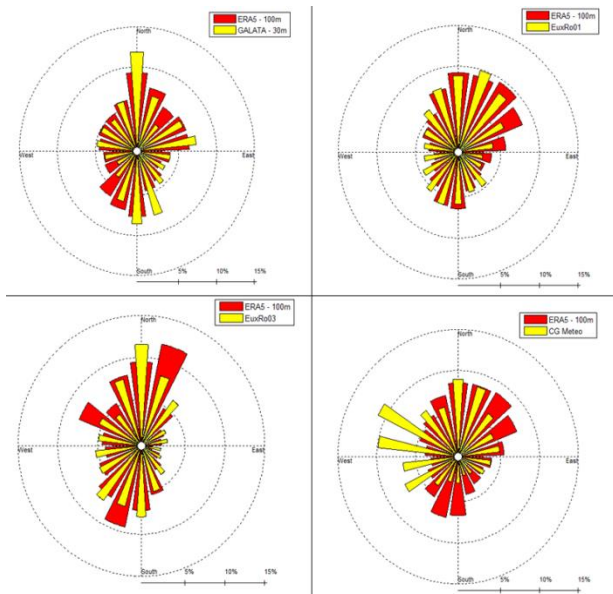 ERA5 - 100m
GALATA - 30m
North
West
East
South
5%
10%
15%
ERA5 - 100m
EuxRo01
North
West
East
South
5%
10%
15%
ERA5 - 100m
EuxRo03
North
West
East
South
5%
10%
15%
ERA5 - 100m
CG Meteo
North
West
East
South
5%
10%
15%